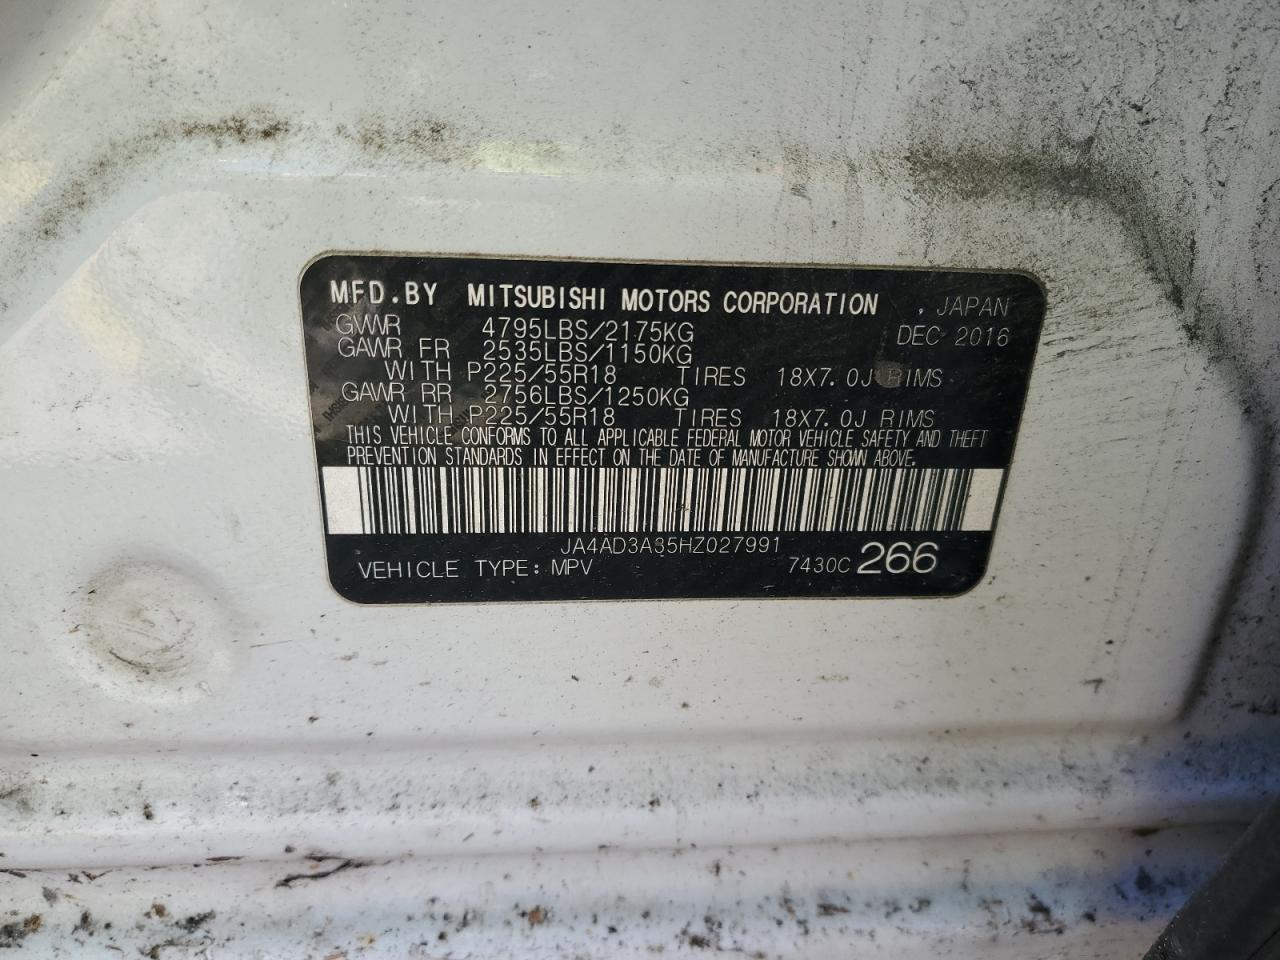 MFD.BY MITSUBISHI MOTORS CORPORATION , JAPAN
GVWR 4795LBS/2175KG DEC 2016
GAWR FR 2535LBS/1150KG
WITH P225/55R18 TIRES 18X7.0J RIMS
GAWR RR 2756LBS/1250KG
WITH P225/55R18 TIRES 18X7.0J RIMS
THIS VEHICLE CONFORMS TO ALL APPLICABLE FEDERAL MOTOR VEHICLE SAFETY AND THEFT
PREVENTION STANDARDS IN EFFECT ON THE DATE OF MANUFACTURE SHOWN ABOVE.
JA4AD3A35HZ027991
VEHICLE TYPE: MPV 7430C 266